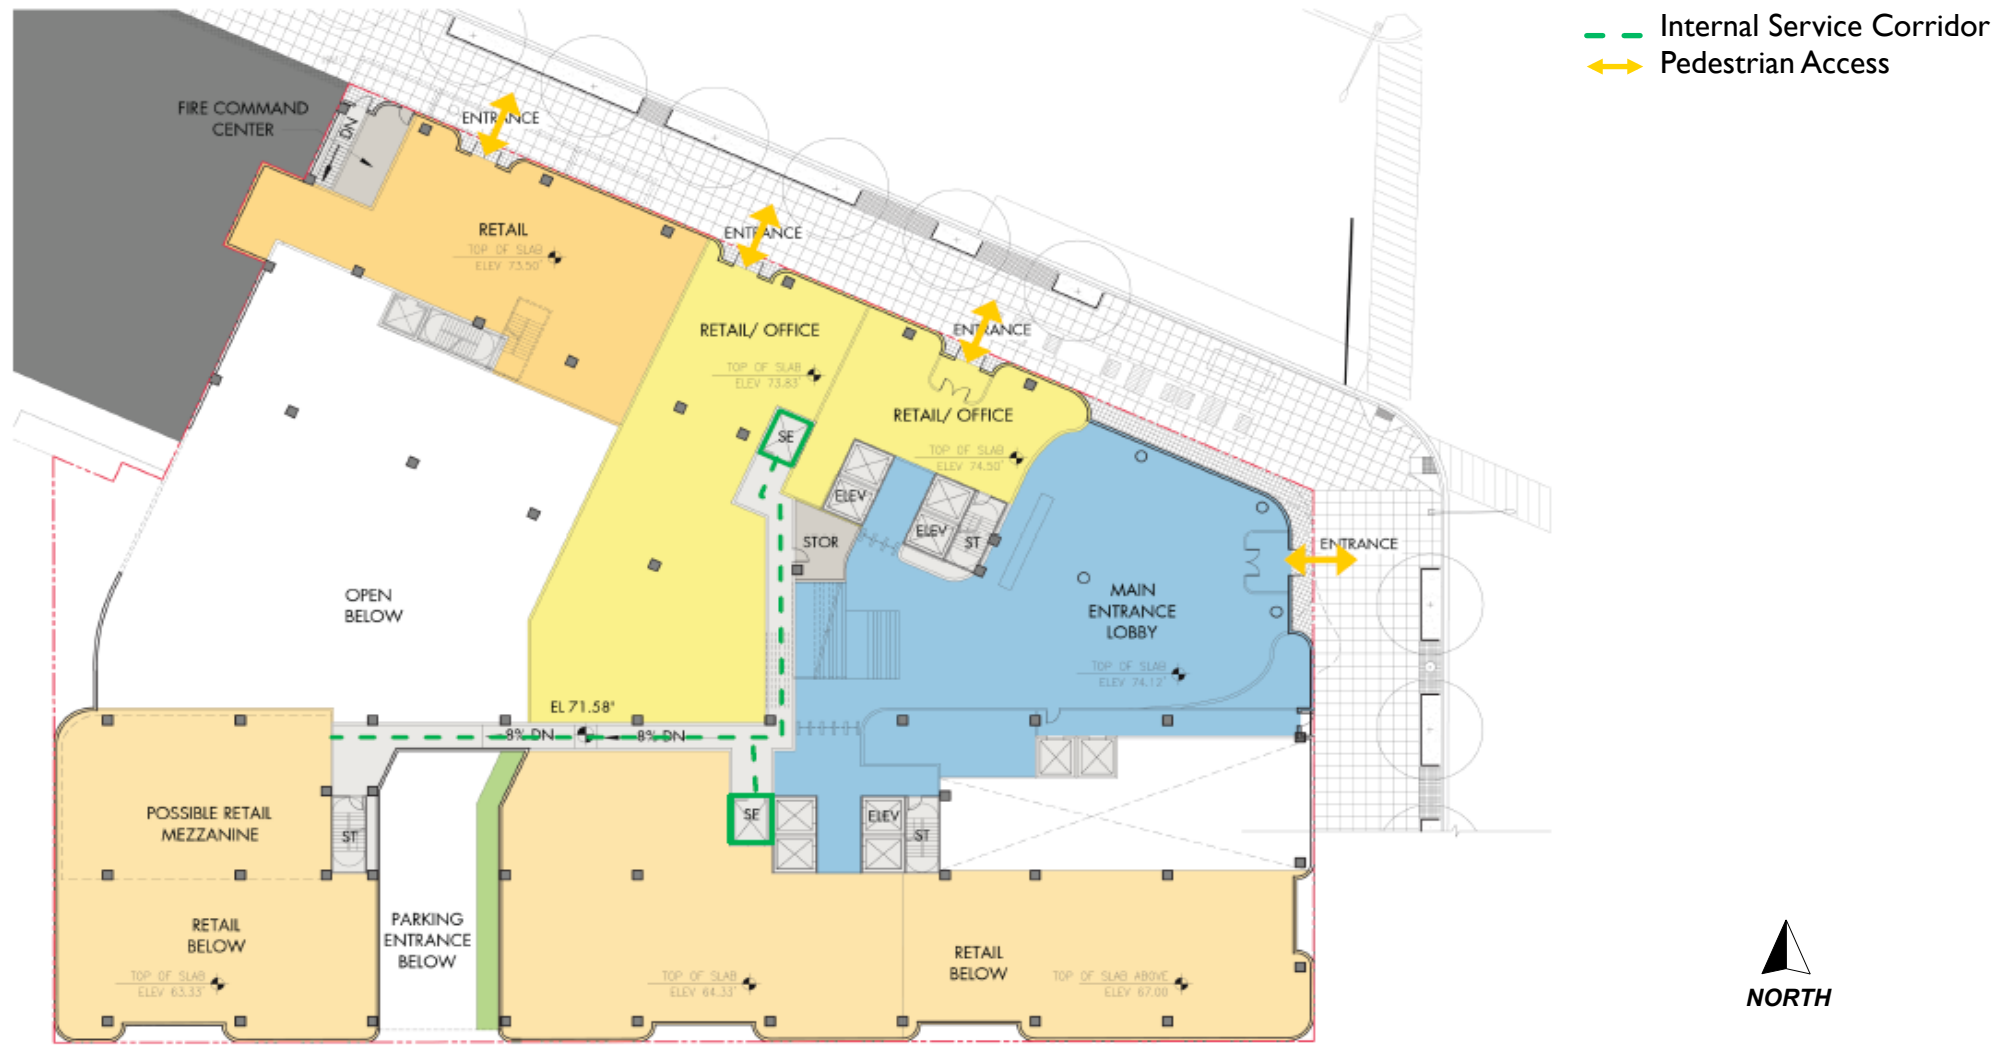 Internal Service Corridor
Pedestrian Access
FIRE COMMAND
CENTER
DN
ENTRANCE
RETAIL
TOP OF SLAB
ELEV 73.50'
ENTRANCE
RETAIL/ OFFICE
TOP OF SLAB
ELEV 73.83'
ENTRANCE
RETAIL/ OFFICE
TOP OF SLAB
ELEV 74.50'
SE
ELEV
ELEV
ST
STOR
ENTRANCE
OPEN
BELOW
MAIN
ENTRANCE
LOBBY
TOP OF SLAB
ELEV 74.12'
EL 71.58'
8% DN
8% DN
POSSIBLE RETAIL
MEZZANINE
ST
SE
ELEV
ST
RETAIL
BELOW
TOP OF SLAB
ELEV 63.33'
PARKING
ENTRANCE
BELOW
TOP OF SLAB
ELEV 64.33'
RETAIL
BELOW
TOP OF SLAB ABOVE
ELEV 67.00
NORTH